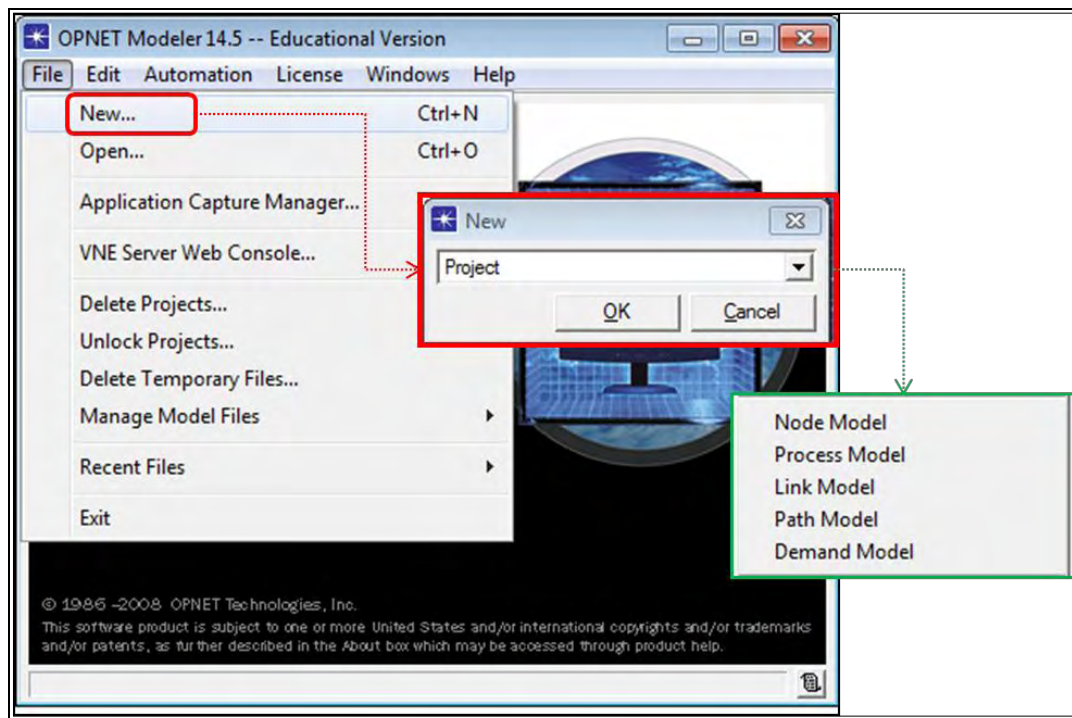 OPNET Modeler 14.5 -- Educational Version
File Edit Automation License Windows Help
New... Ctrl+N
Open... Ctrl+O
Application Capture Manager...
VNE Server Web Console...
Delete Projects...
Unlock Projects...
Delete Temporary Files...
Manage Model Files
Recent Files
Exit
New
Project
OK Cancel
Node Model
Process Model
Link Model
Path Model
Demand Model
© 1986-2008 OPNET Technologies, Inc.
This software product is subject to one or more United States and/or international copyrights and/or trademarks
and/or patents, as further described in the About box which may be accessed through product help.